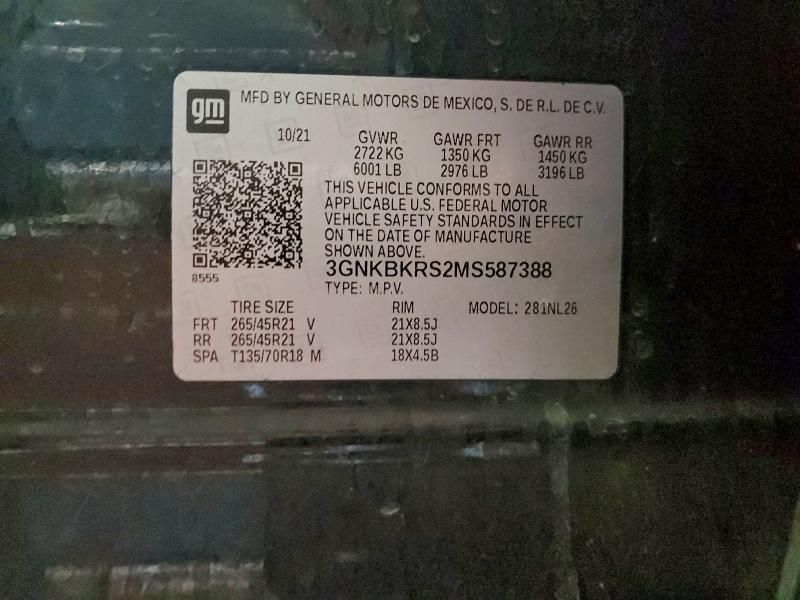 gm MFD BY GENERAL MOTORS DE MEXICO, S. DE R.L. DE C.V.
10/21 GVWR GAWR FRT GAWR RR
2722 KG 1350 KG 1450 KG
6001 LB 2976 LB 3196 LB
THIS VEHICLE CONFORMS TO ALL
APPLICABLE U.S. FEDERAL MOTOR
VEHICLE SAFETY STANDARDS IN EFFECT
ON THE DATE OF MANUFACTURE
SHOWN ABOVE.
3GNKBKRS2MS587388
8555
TYPE: M.P.V.
TIRE SIZE RIM MODEL: 281NL26
FRT 265/45R21 V 21X8.5J
RR 265/45R21 V 21X8.5J
SPA T135/70R18 M 18X4.5B